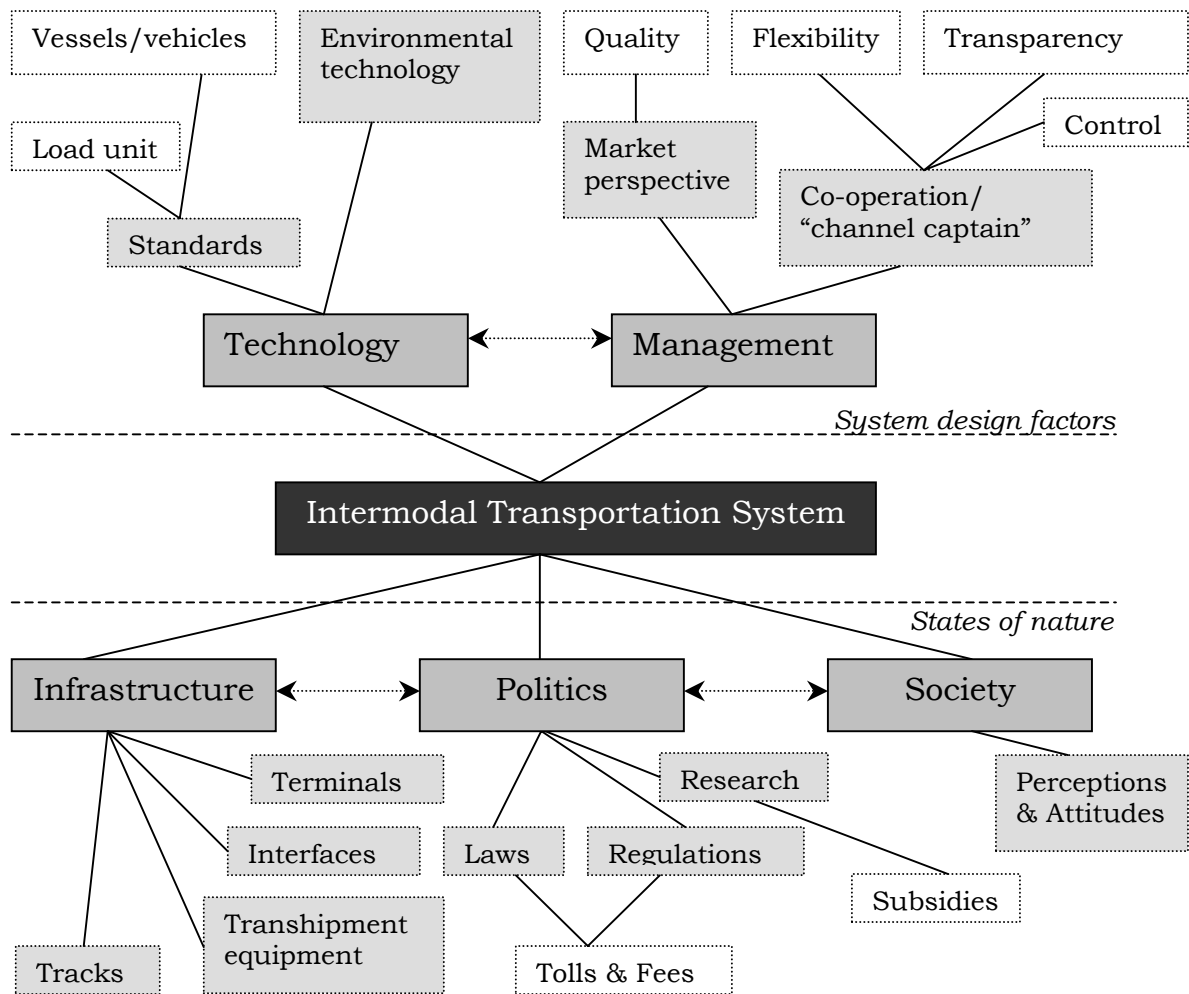 Vessels/vehicles
Environmental
technology
Quality
Flexibility
Transparency
Load unit
Market
perspective
Control
Standards
Co-operation/
“channel captain”
Technology
Management
System design factors
Intermodal Transportation System
States of nature
Infrastructure
Politics
Society
Terminals
Research
Perceptions
& Attitudes
Interfaces
Laws
Regulations
Subsidies
Transhipment
equipment
Tracks
Tolls & Fees